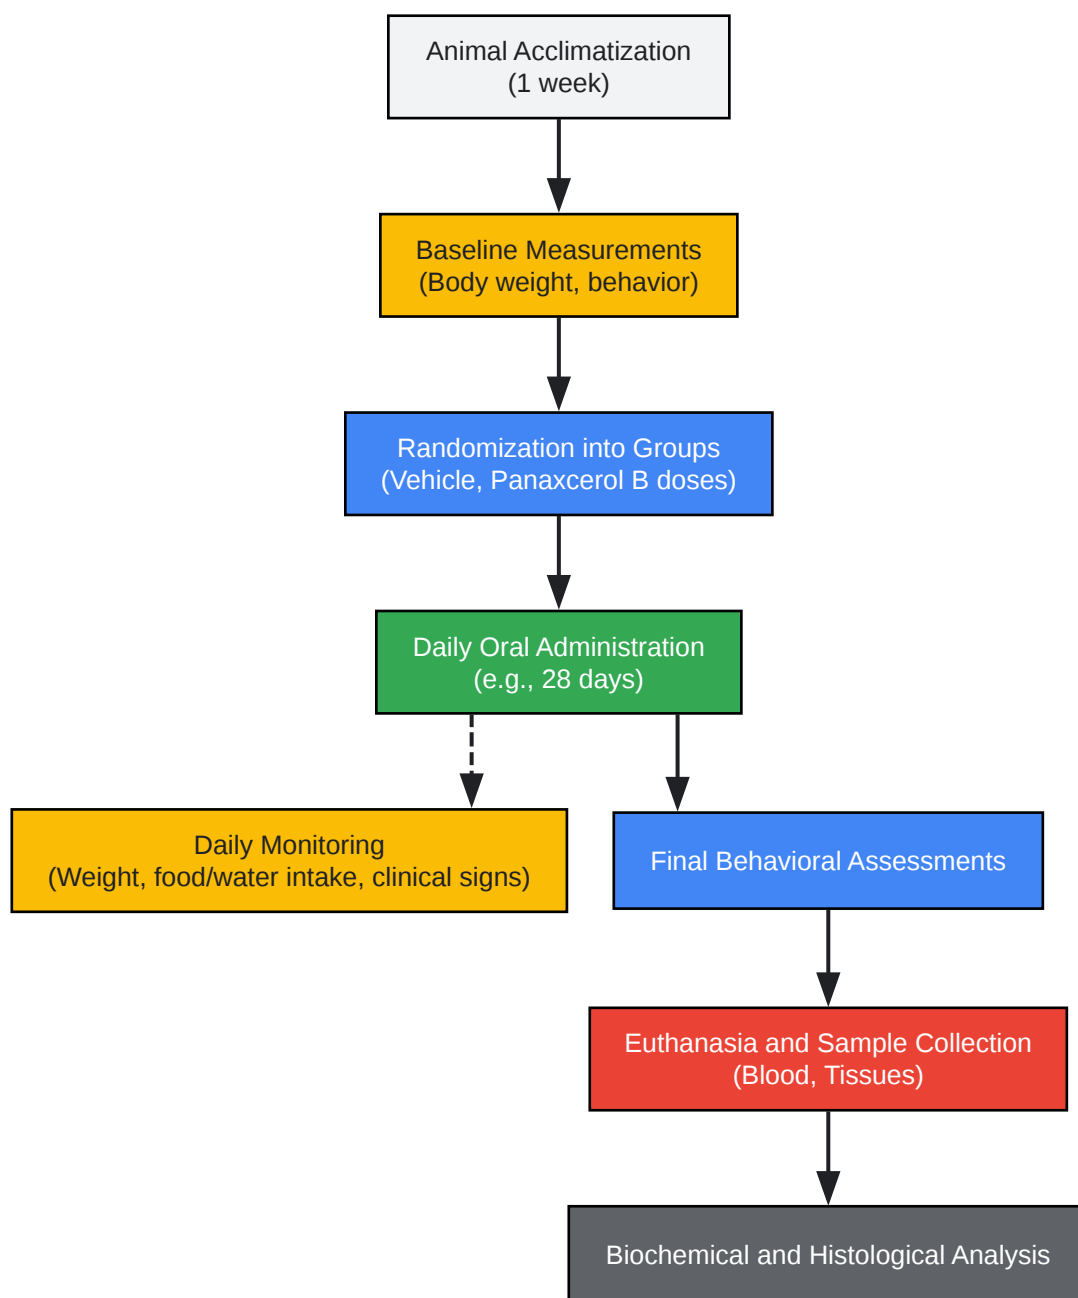 Animal Acclimatization
(1 week)
Baseline Measurements
(Body weight, behavior)
Randomization into Groups
(Vehicle, Panaxcerol B doses)
Daily Oral Administration
(e.g., 28 days)
Daily Monitoring
(Weight, food/water intake, clinical signs)
Final Behavioral Assessments
Euthanasia and Sample Collection
(Blood, Tissues)
Biochemical and Histological Analysis